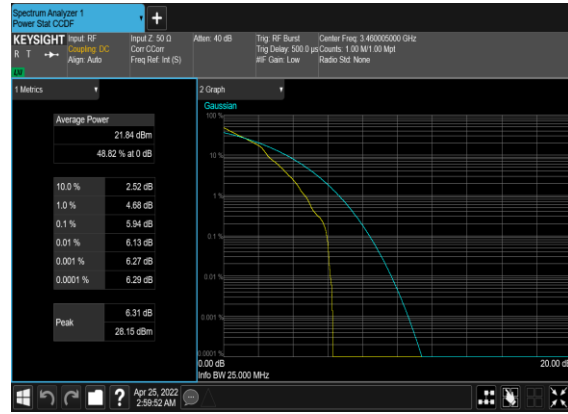 Spectrum Analyzer 1
Power Stat CCDF
+
KEYSIGHT
R T
LXI
Input: RF
Coupling: DC
Align: Auto
Input Z: 50 Ω
Corr CCorr
Freq Ref: Int (S)
Atten: 40 dB
Trig: RF Burst
Trig Delay: 500.0 µs
#IF Gain: Low
Center Freq: 3.460005000 GHz
Counts: 1.00 M/1.00 Mpt
Radio Std: None
1 Metrics
Average Power
21.84 dBm
48.82 % at 0 dB
10.0 % 2.52 dB
1.0 % 4.68 dB
0.1 % 5.94 dB
0.01 % 6.13 dB
0.001 % 6.27 dB
0.0001 % 6.29 dB
Peak
6.31 dB
28.15 dBm
2 Graph
Gaussian
100 %
10 %
1 %
0.1 %
0.01 %
0.001 %
0.0001 %
0.00 dB
20.00 dB
Info BW 25.000 MHz
?
Apr 25, 2022
2:59:52 AM